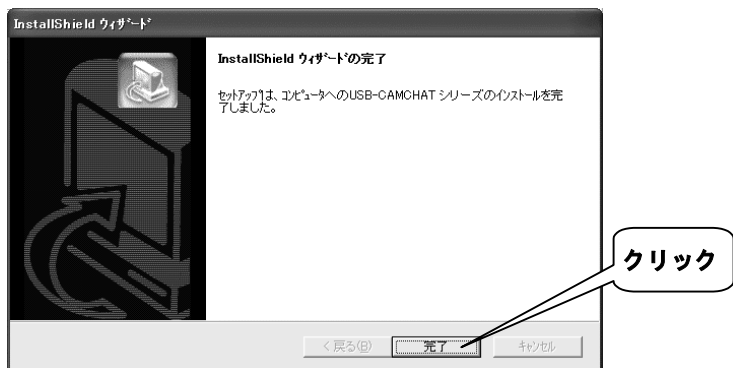 InstallShield ウィザード
InstallShield ウィザードの完了
セットアップは、コンピュータへのUSB-CAMCHAT シリーズのインストールを完
了しました。
クリック
< 戻る(B)
完了
キャンセル